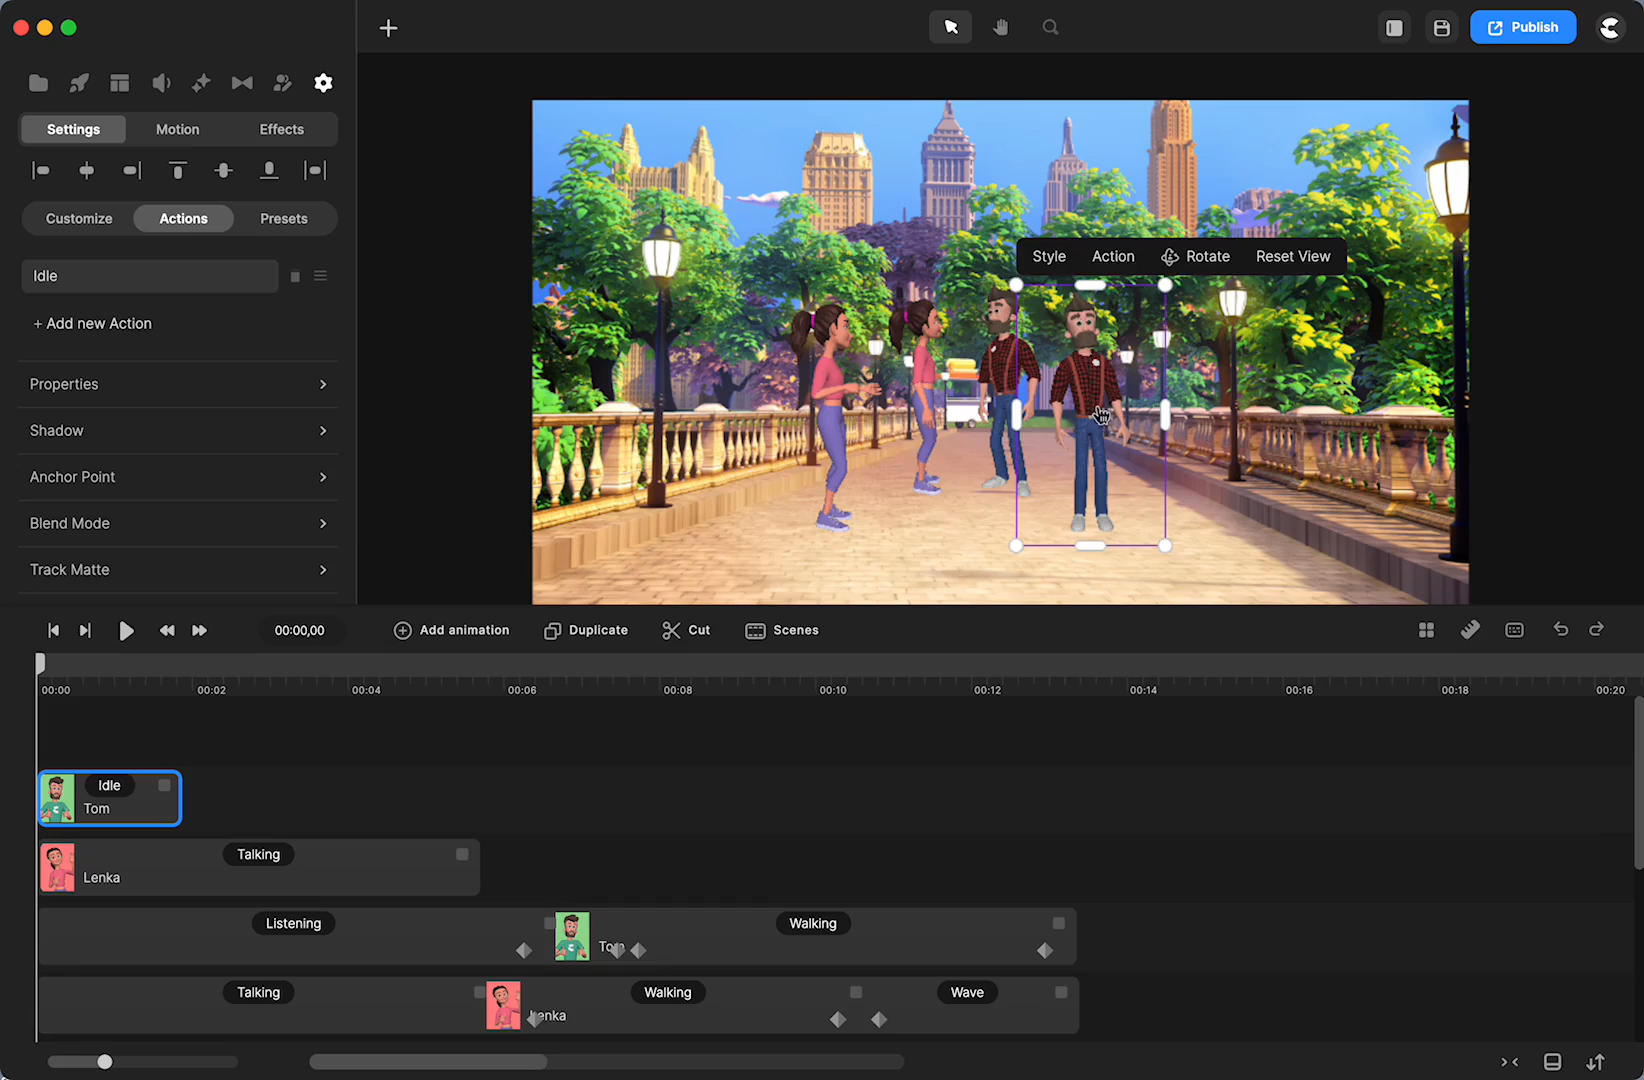 Publish
Settings Motion Effects
Customize Actions Presets
Idle
+ Add new Action
Properties
Shadow
Anchor Point
Blend Mode
Track Matte
Style Action Rotate Reset View
00:00,00 Add animation Duplicate Cut Scenes
00:00 00:02 00:04 00:06 00:08 00:10 00:12 00:14 00:16 00:18 00:20
Idle
Tom
Talking
Lenka
Listening Walking
Tom
Talking Walking Wave
Lenka